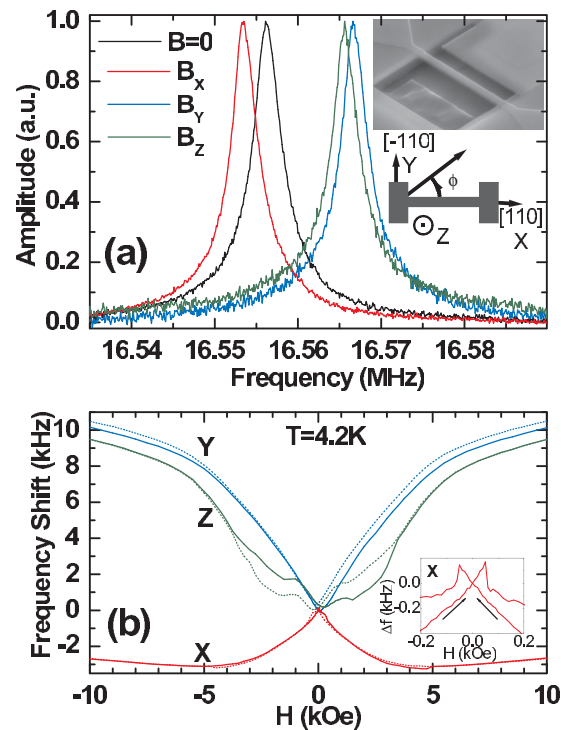 1.0
0.8
0.6
0.4
0.2
0.0
Amplitude (a.u.)
B=0
B_X
B_Y
B_Z
[-110]
Y
ϕ
[110]
Z
X
(a)
16.54 16.55 16.56 16.57 16.58
Frequency (MHz)
10
8
6
4
2
0
-2
Frequency Shift (kHz)
T=4.2K
Y
Z
X
(b)
X
0.0
-0.2
Δf (kHz)
-0.2 0.0 0.2
H (kOe)
-10 -5 0 5 10
H (kOe)